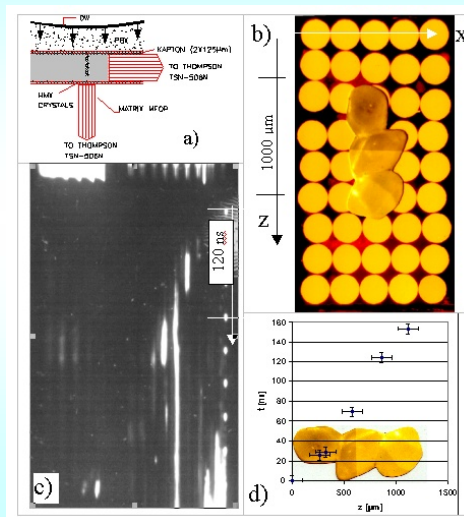 DW
PBX
KAPTON (2X125Hm)
TO THOMPSON
TSN-506N
HMX
CRYSTALS
MATRIX MFOP
TO THOMPSON
TSN-506N
a)
b)
x
1000 µm
z
120 ns
c)
160
140
120
100
80
60
40
20
0
t [ns]
0
500
1000
1500
z [µm]
d)